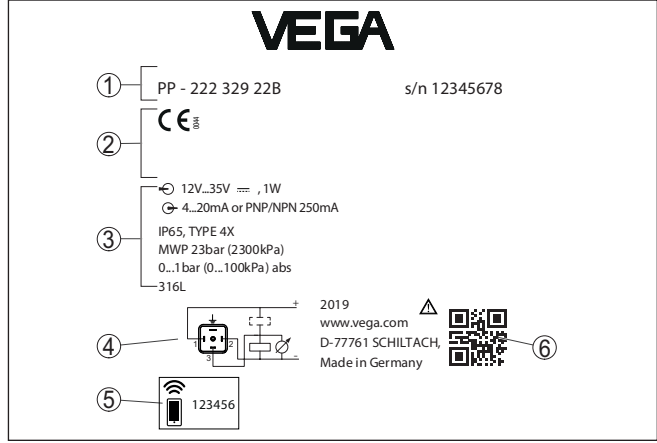 VEGA
1 PP - 222 329 22B s/n 12345678
2 CE 0044
3 12V...35V ⎓ , 1W
4...20mA or PNP/NPN 250mA
IP65, TYPE 4X
MWP 23bar (2300kPa)
0...1bar (0...100kPa) abs
316L
+ 2019
www.vega.com
4 1 2 D-77761 SCHILTACH, 6
3 - Made in Germany
5 123456